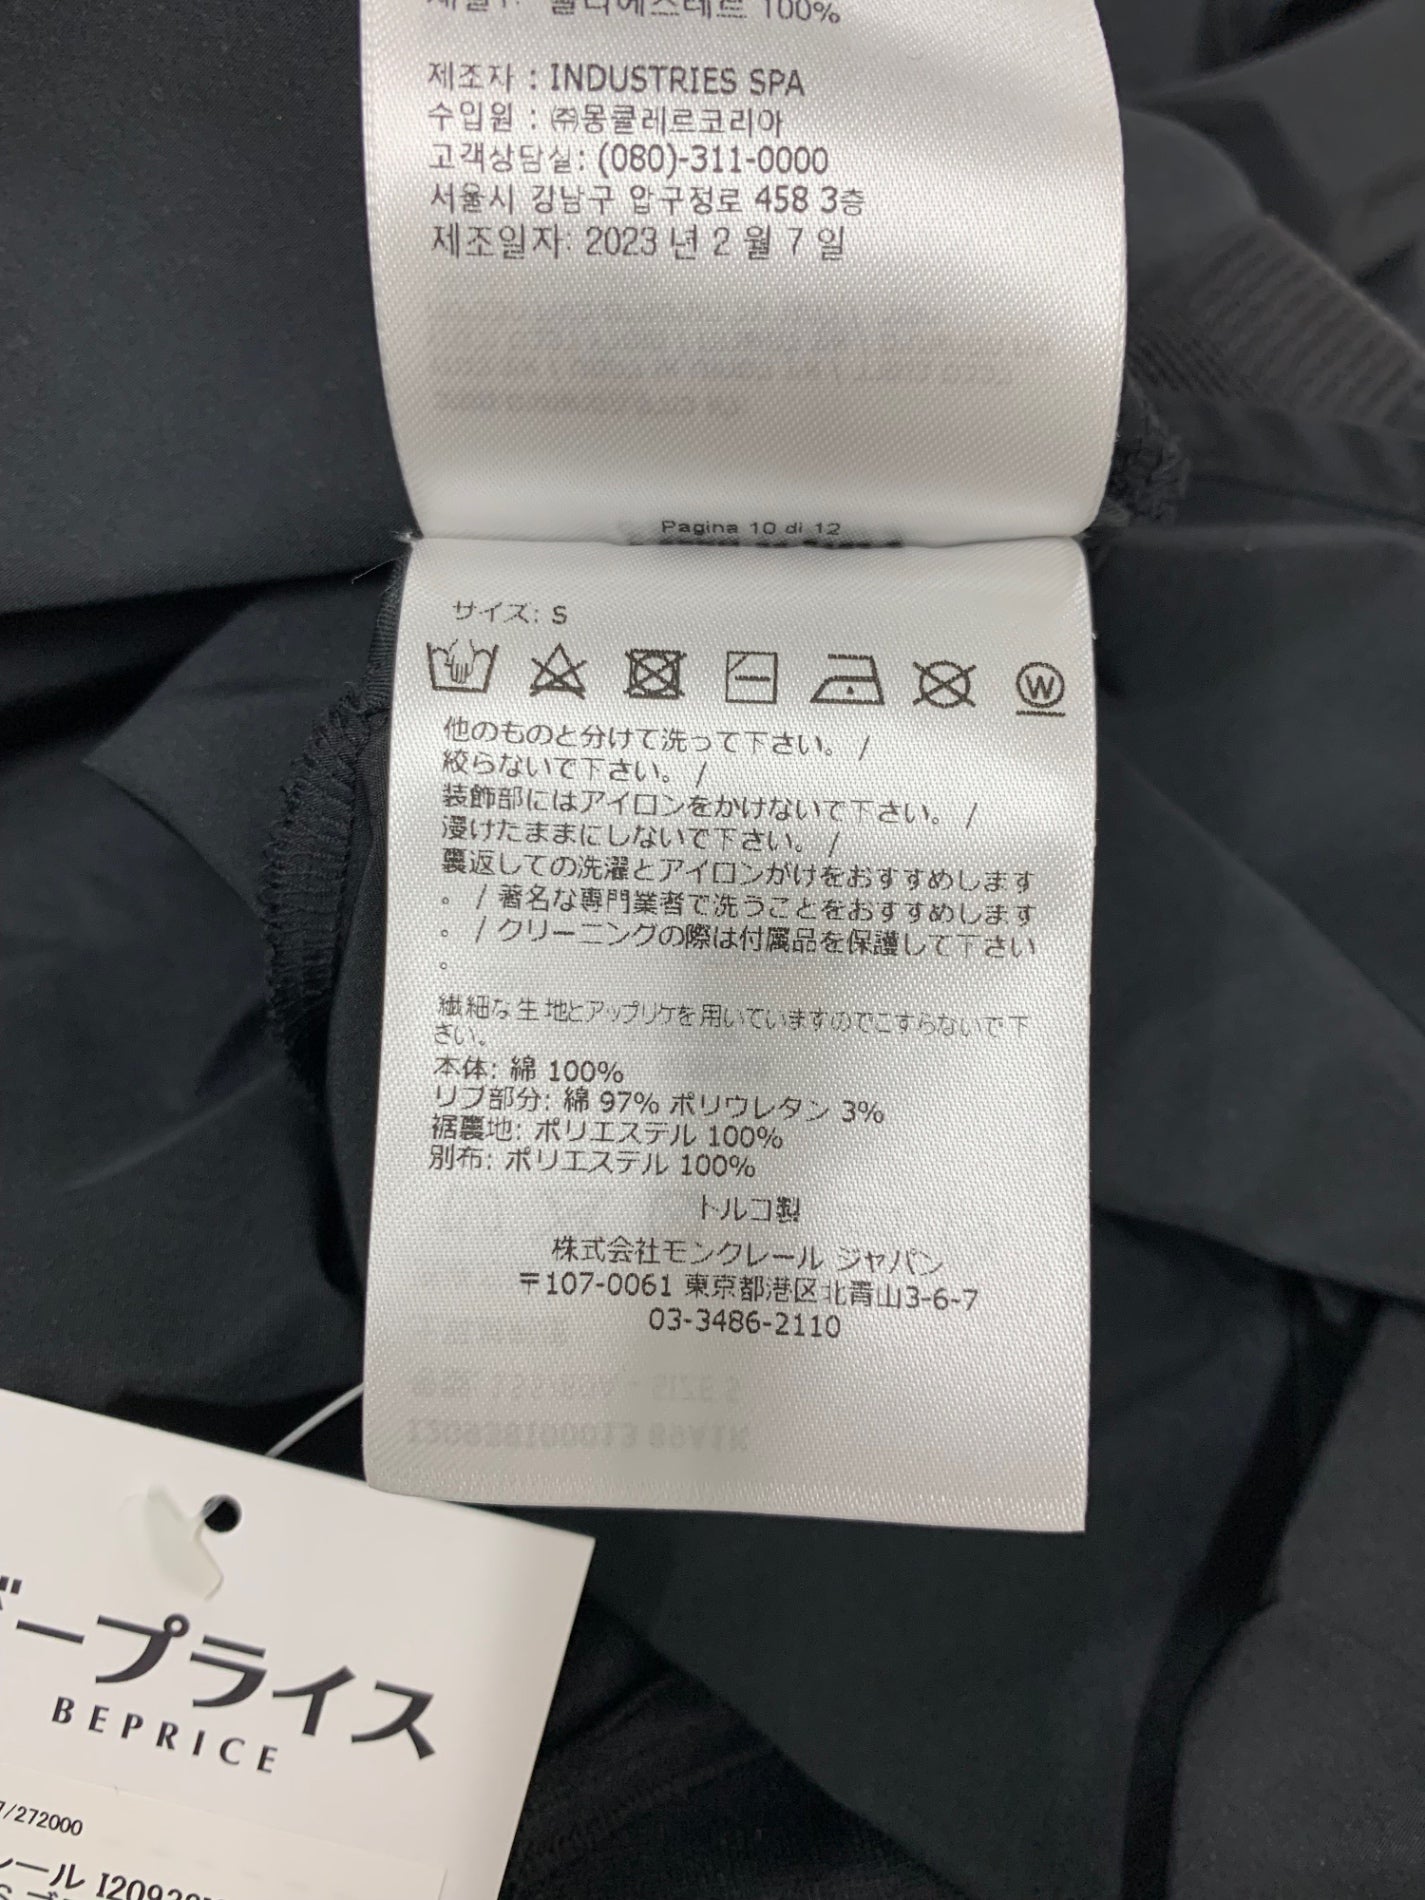 100%
제조자 : INDUSTRIES SPA
수입원 : ㈜몽클레르코리아
고객상담실: (080)-311-0000
서울시 강남구 압구정로 458 3층
제조일자: 2023 년 2 월 7 일
Pagina 10 di 12
サイズ: S
W
他のものと分けて洗って下さい。 /
絞らないで下さい。 /
装飾部にはアイロンをかけないで下さい。 /
浸けたままにしないで下さい。 /
裏返しての洗濯とアイロンがけをおすすめします
。 / 著名な専門業者で洗うことをおすすめします
。 / クリーニングの際は付属品を保護して下さい
。
繊細な生地とアップリケを用いていますのでこすらないで下
さい。
本体: 綿 100%
リブ部分: 綿 97% ポリウレタン 3%
裾裏地: ポリエステル 100%
別布: ポリエステル 100%
トルコ製
株式会社モンクレール ジャパン
〒107-0061 東京都港区北青山3-6-7
03-3486-2110
ープライス
BEPRICE
/272000
レール